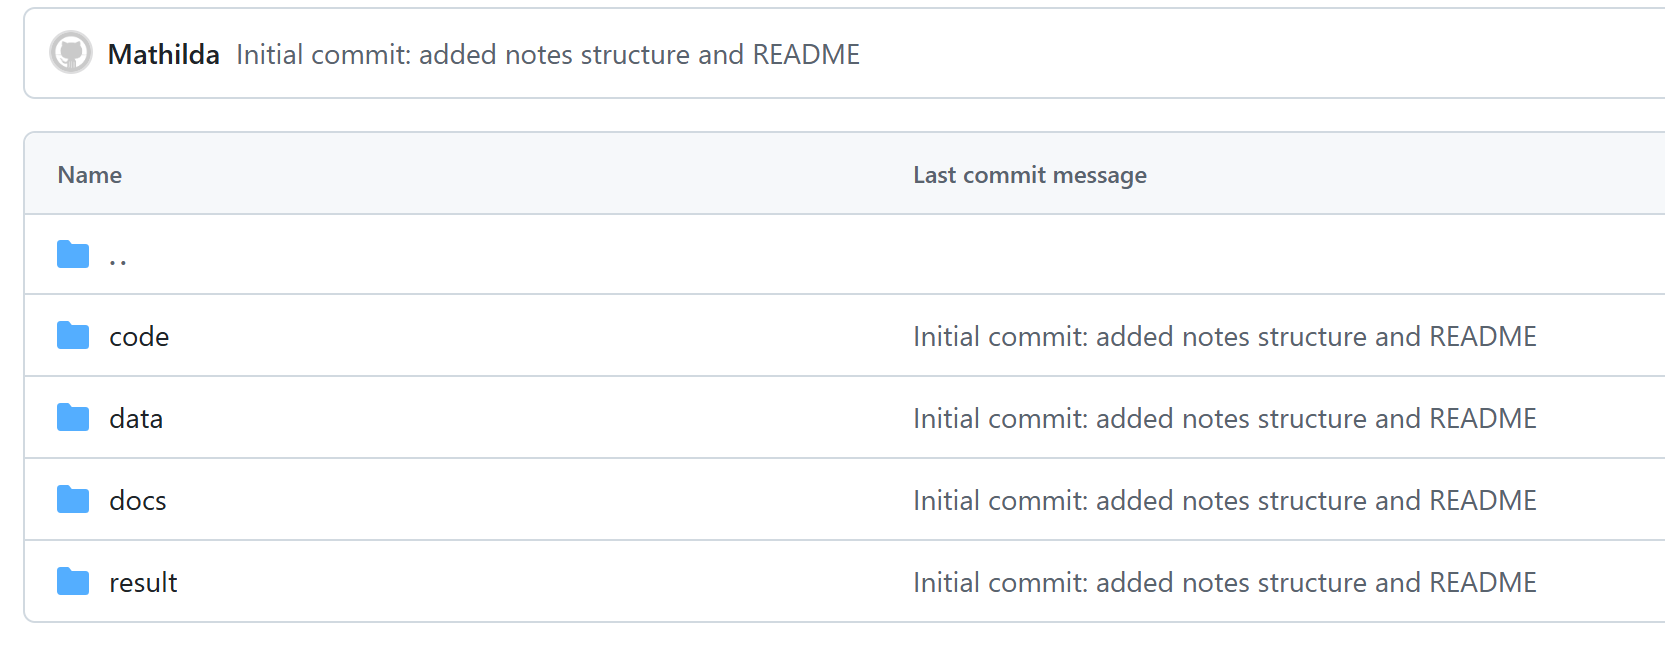 Mathilda Initial commit: added notes structure and README
Name Last commit message
..
code Initial commit: added notes structure and README
data Initial commit: added notes structure and README
docs Initial commit: added notes structure and README
result Initial commit: added notes structure and README